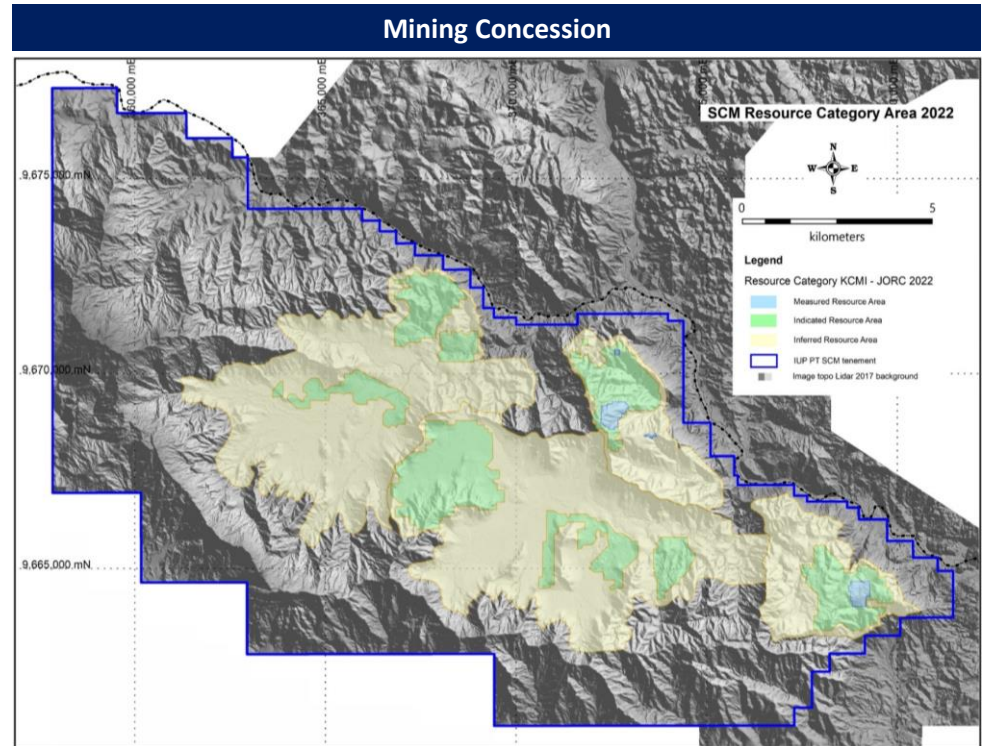 Mining Concession
SCM Resource Category Area 2022
N
W E
S
0 5
kilometers
Legend
Resource Category KCMI - JORC 2022
Measured Resource Area
Indicated Resource Area
Inferred Resource Area
IUP PT SCM tenement
Image topo Lidar 2017 background
9,675,000 mN
9,670,000 mN
9,665,000 mN